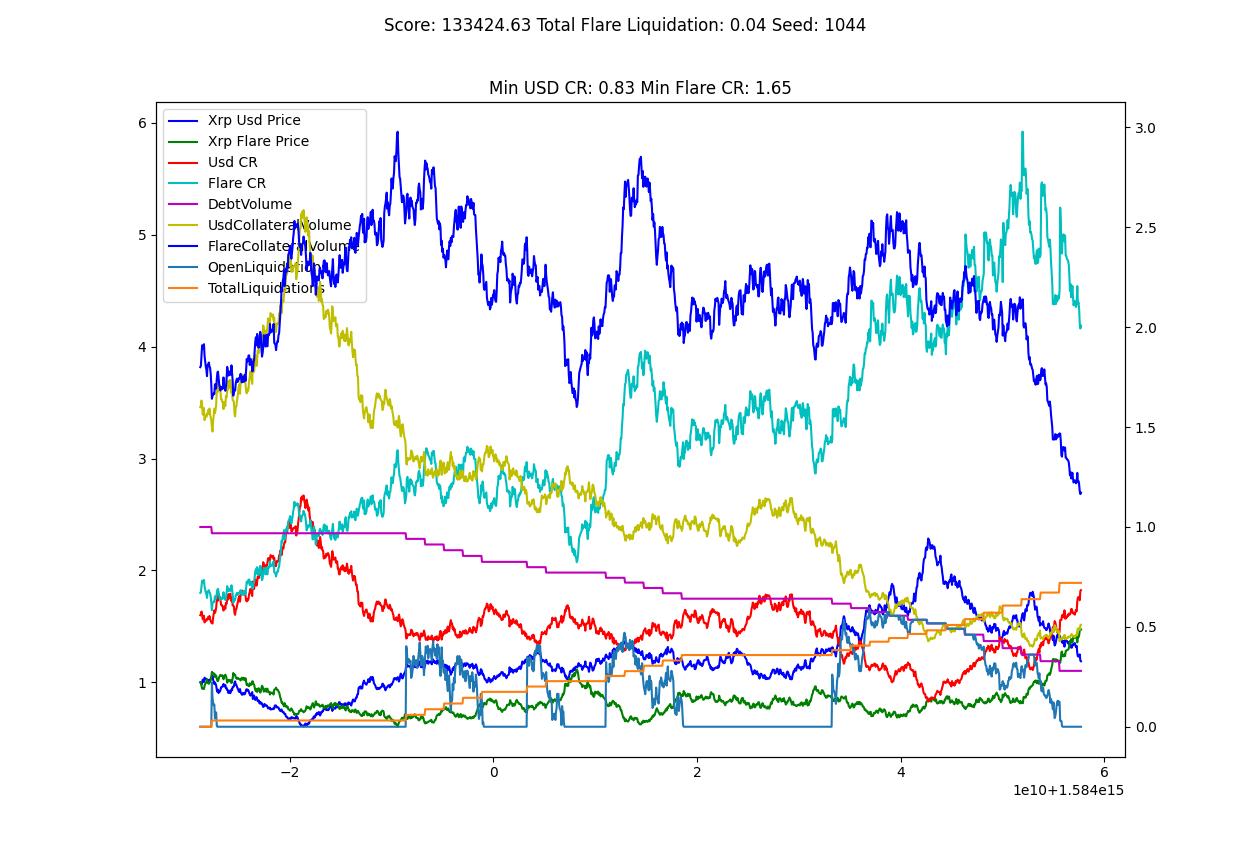 Score: 133424.63 Total Flare Liquidation: 0.04 Seed: 1044
Min USD CR: 0.83 Min Flare CR: 1.65
Xrp Usd Price
Xrp Flare Price
Usd CR
Flare CR
DebtVolume
UsdCollateralVolume
FlareCollateralVolume
OpenLiquidations
TotalLiquidations
6
5
4
3
2
1
3.0
2.5
2.0
1.5
1.0
0.5
0.0
−2
0
2
4
6
1e10+1.584e15